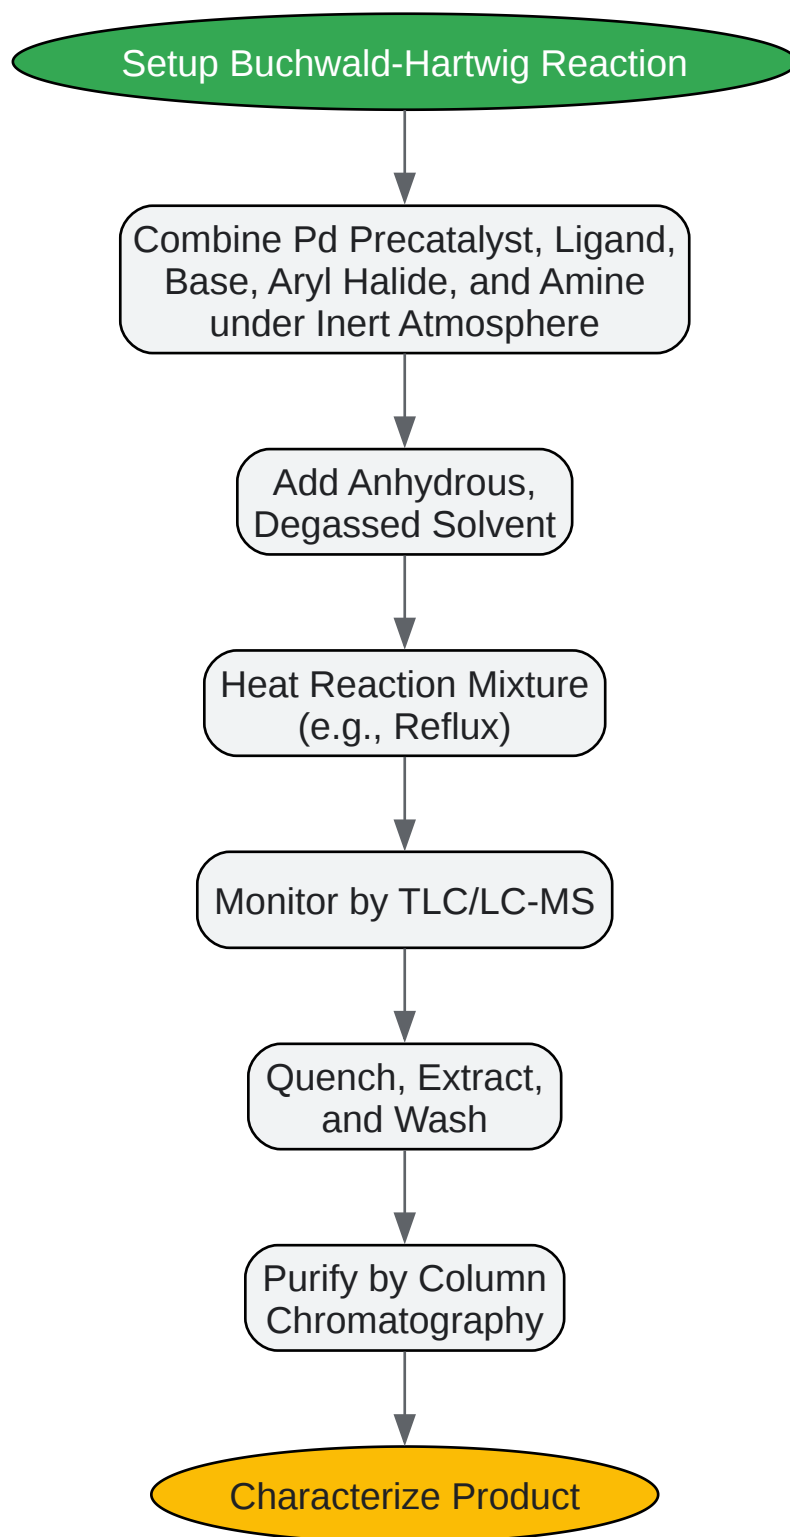 Setup Buchwald-Hartwig Reaction
Combine Pd Precatalyst, Ligand,
Base, Aryl Halide, and Amine
under Inert Atmosphere
Add Anhydrous,
Degassed Solvent
Heat Reaction Mixture
(e.g., Reflux)
Monitor by TLC/LC-MS
Quench, Extract,
and Wash
Purify by Column
Chromatography
Characterize Product